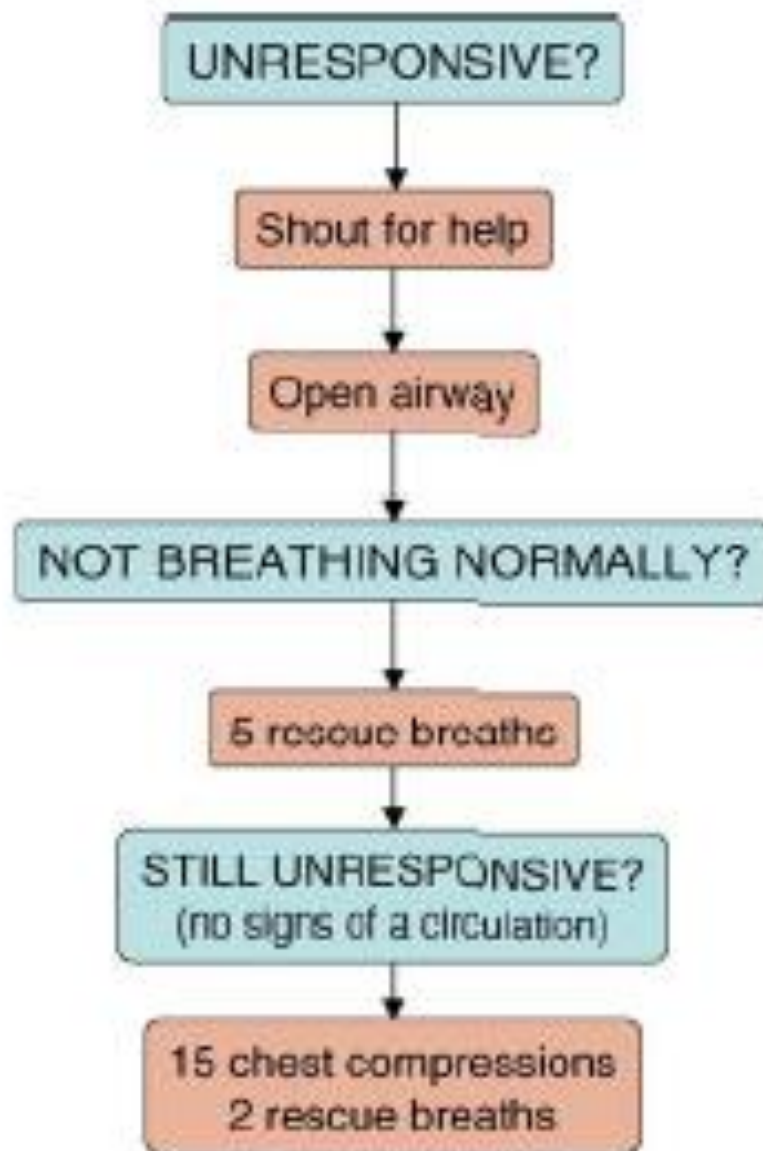 UNRESPONSIVE?
Shout for help
Open airway
NOT BREATHING NORMALLY?
5 rescue breaths
STILL UNRESPONSIVE?
(no signs of a circulation)
15 chest compressions
2 rescue breaths